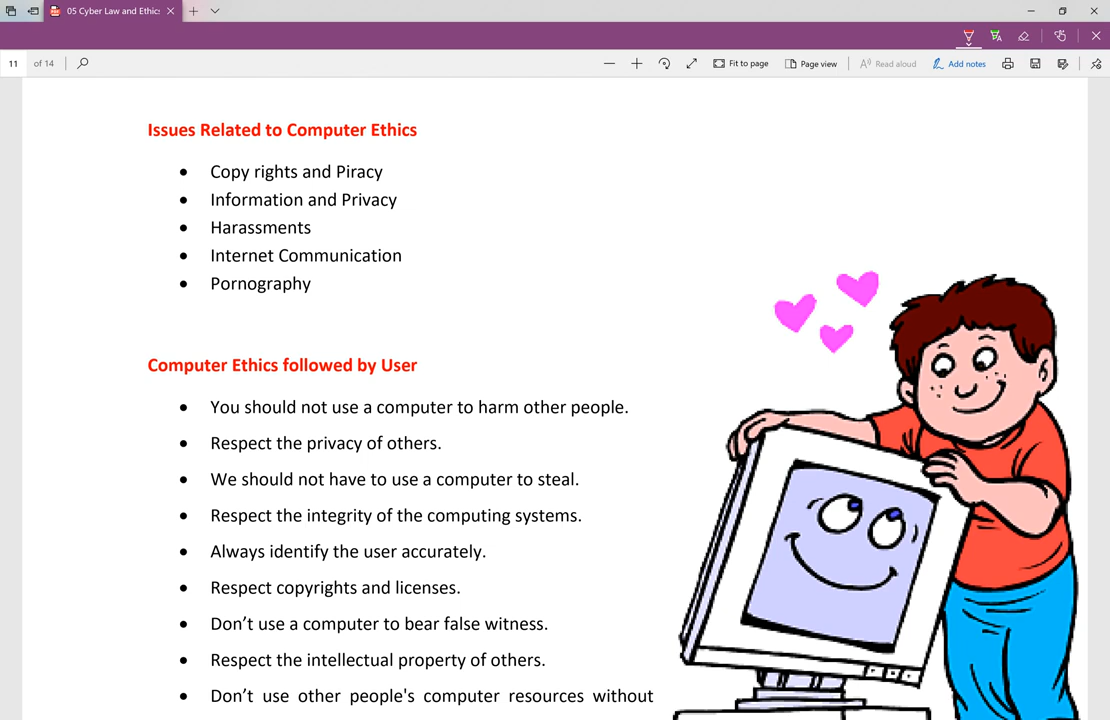 05 Cyber Law and Ethics
11 of 14
Fit to page
Page view
Read aloud
Add notes
Issues Related to Computer Ethics
• Copy rights and Piracy
• Information and Privacy
• Harassments
• Internet Communication
• Pornography
Computer Ethics followed by User
• You should not use a computer to harm other people.
• Respect the privacy of others.
• We should not have to use a computer to steal.
• Respect the integrity of the computing systems.
• Always identify the user accurately.
• Respect copyrights and licenses.
• Don’t use a computer to bear false witness.
• Respect the intellectual property of others.
• Don’t use other people's computer resources without